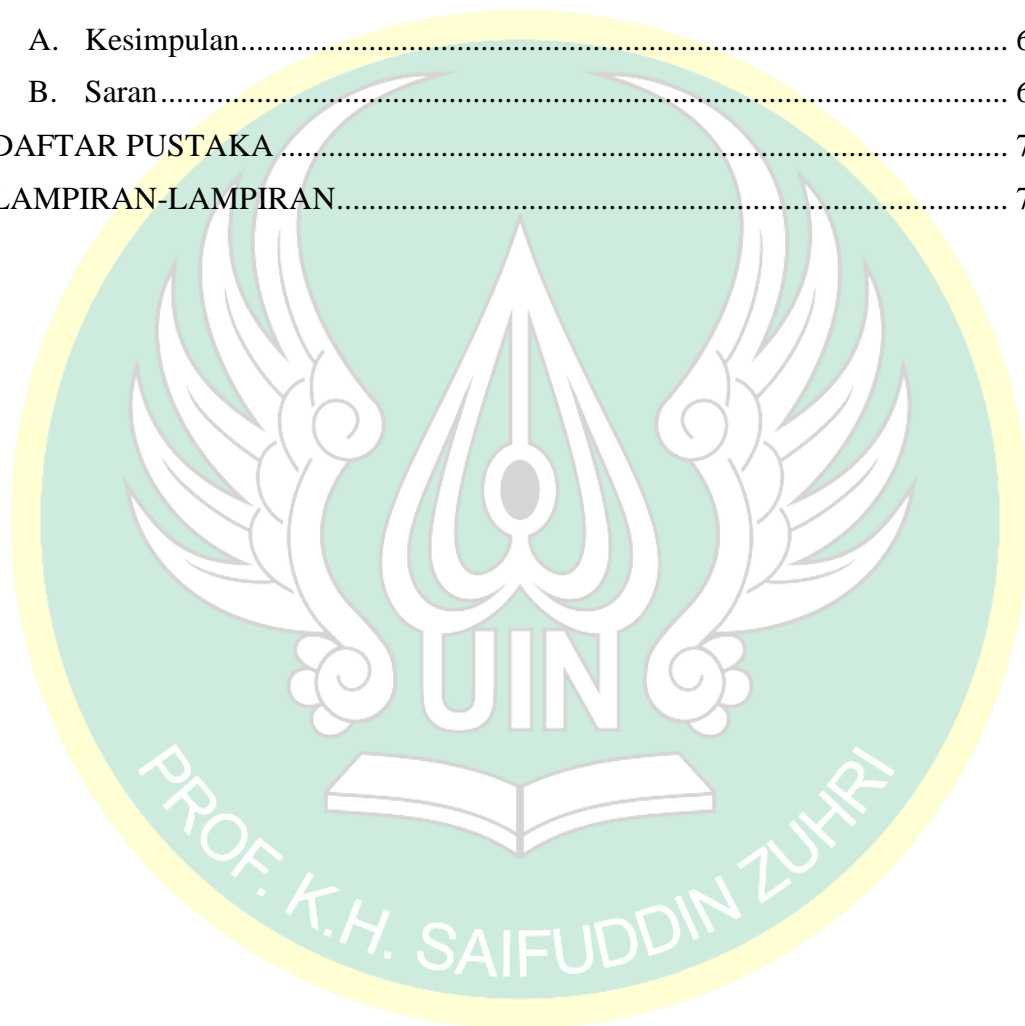 A. Kesimpulan................................................................................................ 6
B. Saran.......................................................................................................... 6
DAFTAR PUSTAKA ........................................................................................... 7
LAMPIRAN-LAMPIRAN.................................................................................... 7
UIN
PROF. K.H. SAIFUDDIN ZUHRI